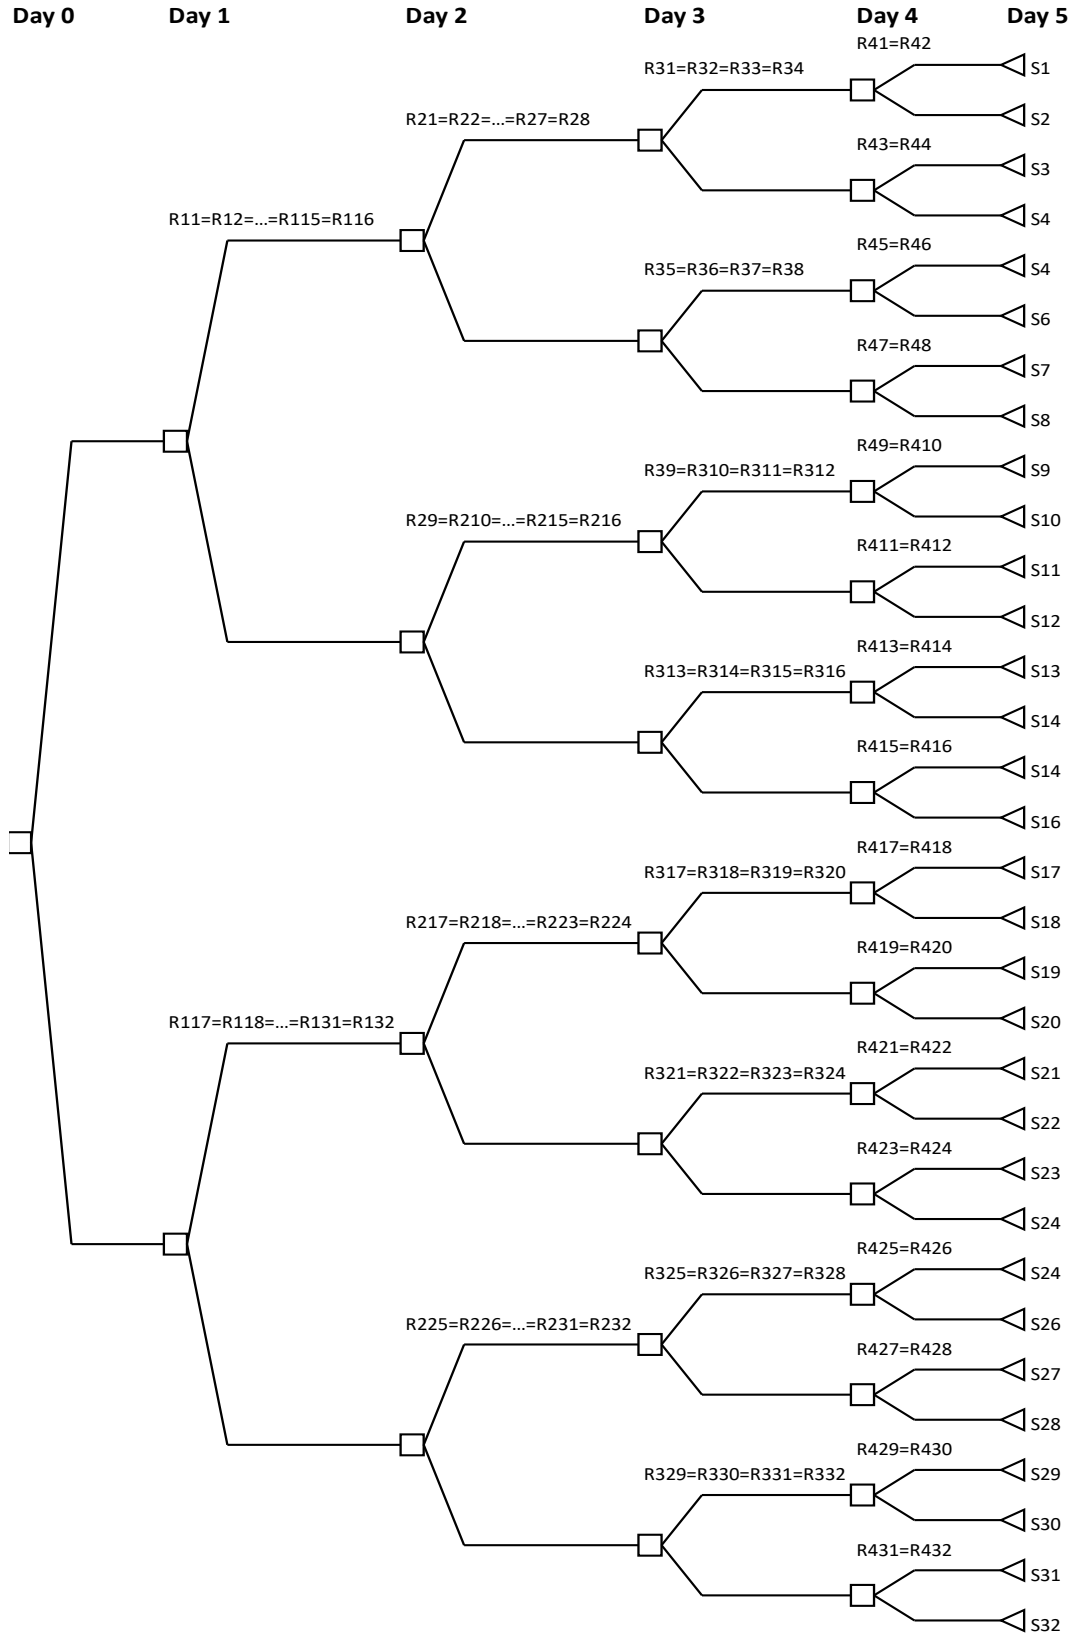 Day 0 Day 1 Day 2 Day 3 Day 4 Day 5
R41=R42
R31=R32=R33=R34
S1
R21=R22=...=R27=R28
S2
R43=R44
S3
R11=R12=...=R115=R116
S4
R45=R46
R35=R36=R37=R38
S4
S6
R47=R48
S7
S8
R49=R410
R39=R310=R311=R312
S9
R29=R210=...=R215=R216
S10
R411=R412
S11
S12
R413=R414
R313=R314=R315=R316
S13
S14
R415=R416
S14
S16
R417=R418
R317=R318=R319=R320
S17
R217=R218=...=R223=R224
S18
R419=R420
S19
R117=R118=...=R131=R132
S20
R421=R422
R321=R322=R323=R324
S21
S22
R423=R424
S23
S24
R425=R426
R325=R326=R327=R328
S24
R225=R226=...=R231=R232
S26
R427=R428
S27
S28
R429=R430
R329=R330=R331=R332
S29
S30
R431=R432
S31
S32